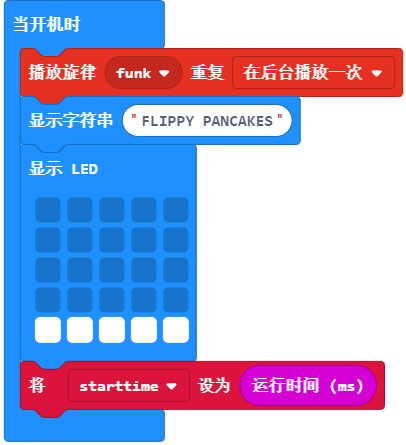 当开机时
播放旋律 funk 重复 在后台播放一次
显示字符串 "FLIPPY PANCAKES"
显示 LED
将 starttime 设为 运行时间 (ms)